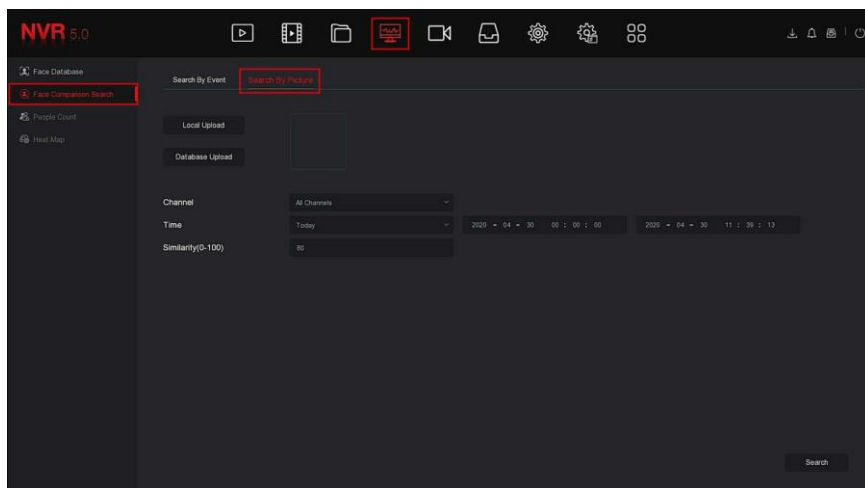 NVR 5.0
Face Database
Face Comparison Search
People Count
Heat Map
Search By Event Search By Picture
Local Upload
Database Upload
Channel All Channels
Time Today 2020 - 04 - 30 00 : 00 : 00 2020 - 04 - 30 11 : 39 : 13
Similarity(0-100) 80
Search